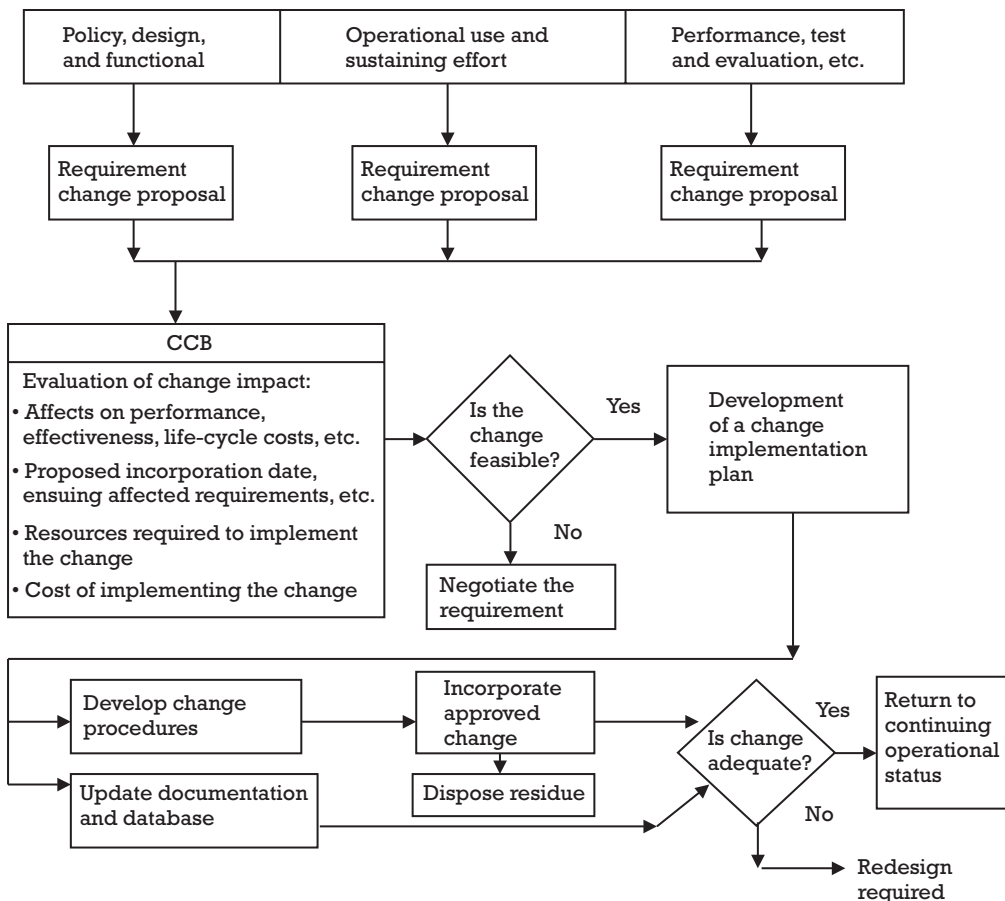 Policy, design,
and functional
Operational use and
sustaining effort
Performance, test
and evaluation, etc.
Requirement
change proposal
Requirement
change proposal
Requirement
change proposal
CCB
Evaluation of change impact:
• Affects on performance,
effectiveness, life-cycle costs, etc.
• Proposed incorporation date,
ensuing affected requirements, etc.
• Resources required to implement
the change
• Cost of implementing the change
Is the
change
feasible?
Yes
No
Negotiate the
requirement
Development
of a change
implementation
plan
Develop change
procedures
Update documentation
and database
Incorporate
approved
change
Dispose residue
Is change
adequate?
Yes
No
Return to
continuing
operational
status
Redesign
required